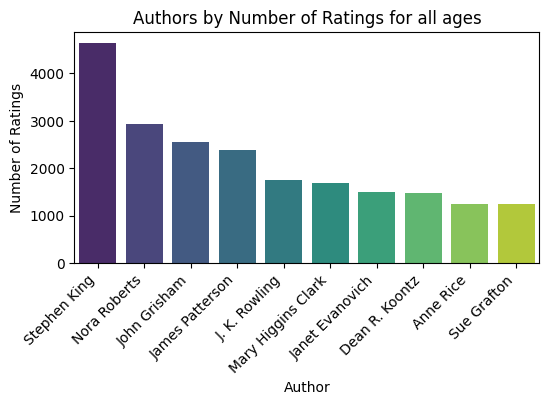 Authors by Number of Ratings for all ages
Number of Ratings
4000
3000
2000
1000
0
Stephen King
Nora Roberts
John Grisham
James Patterson
J. K. Rowling
Mary Higgins Clark
Janet Evanovich
Dean R. Koontz
Anne Rice
Sue Grafton
Author